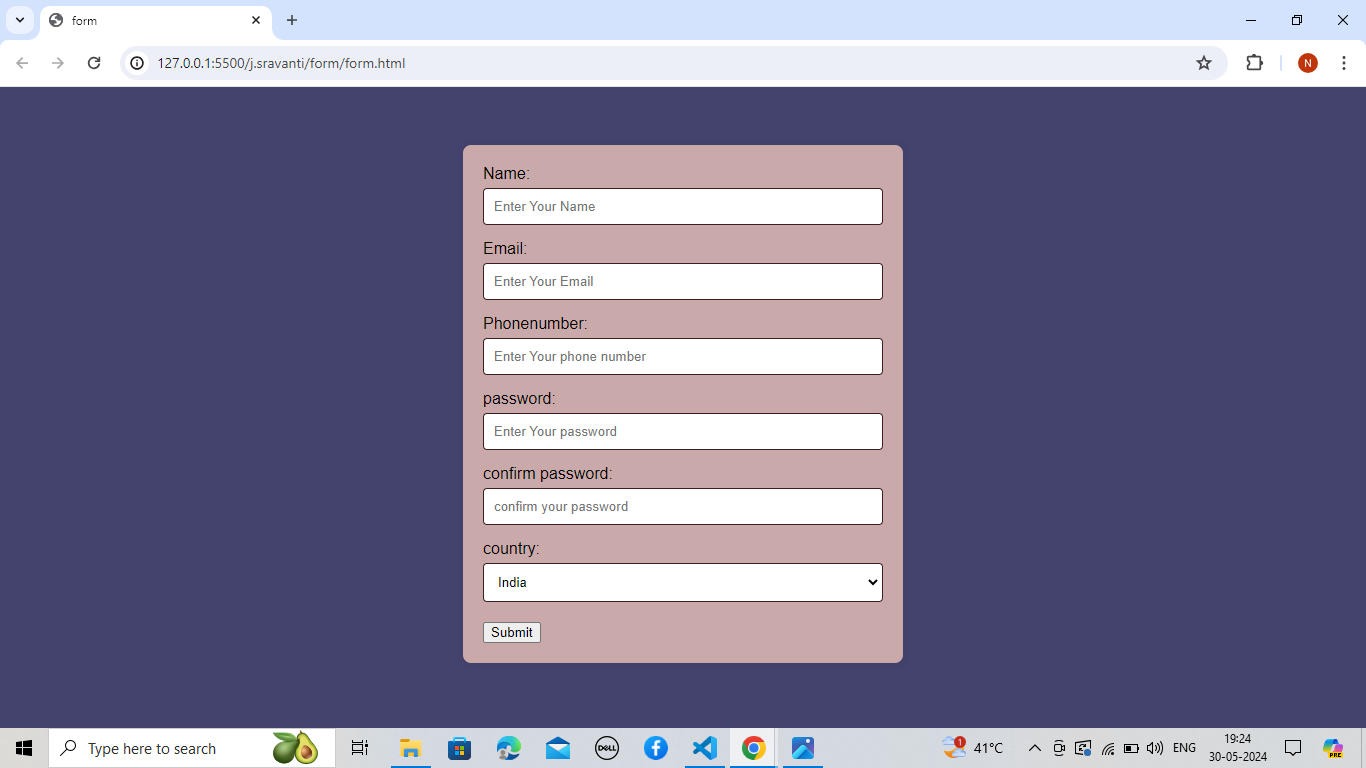 form
127.0.0.1:5500/j.sravanti/form/form.html
N
Name:
Enter Your Name
Email:
Enter Your Email
Phonenumber:
Enter Your phone number
password:
Enter Your password
confirm password:
confirm your password
country:
India
Submit
Type here to search
DELL
1
41°C
ENG
19:24
30-05-2024
PRE